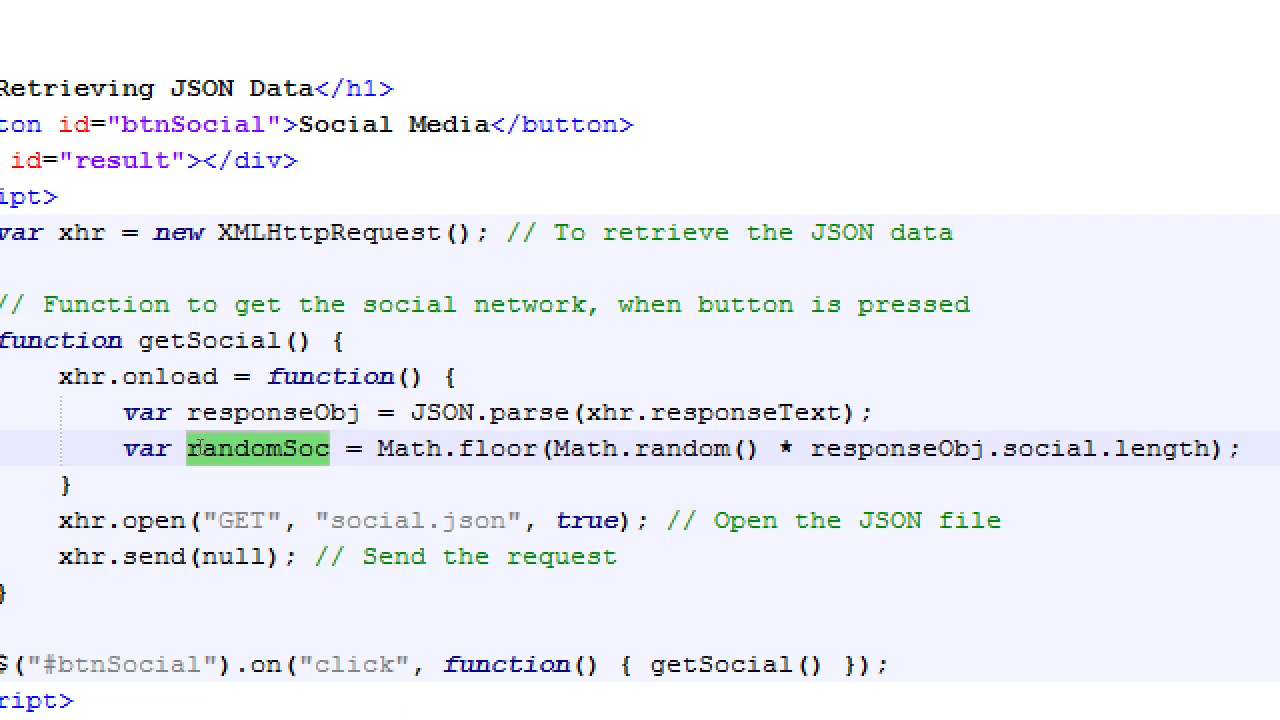 Retrieving JSON Data</h1>
ton id="btnSocial">Social Media</button>
id="result"></div>
ipt>
var xhr = new XMLHttpRequest(); // To retrieve the JSON data
// Function to get the social network, when button is pressed
function getSocial() {
xhr.onload = function() {
var responseObj = JSON.parse(xhr.responseText);
var randomSoc = Math.floor(Math.random() * responseObj.social.length);
}
xhr.open("GET", "social.json", true); // Open the JSON file
xhr.send(null); // Send the request
}
$("#btnSocial").on("click", function() { getSocial() });
ript>